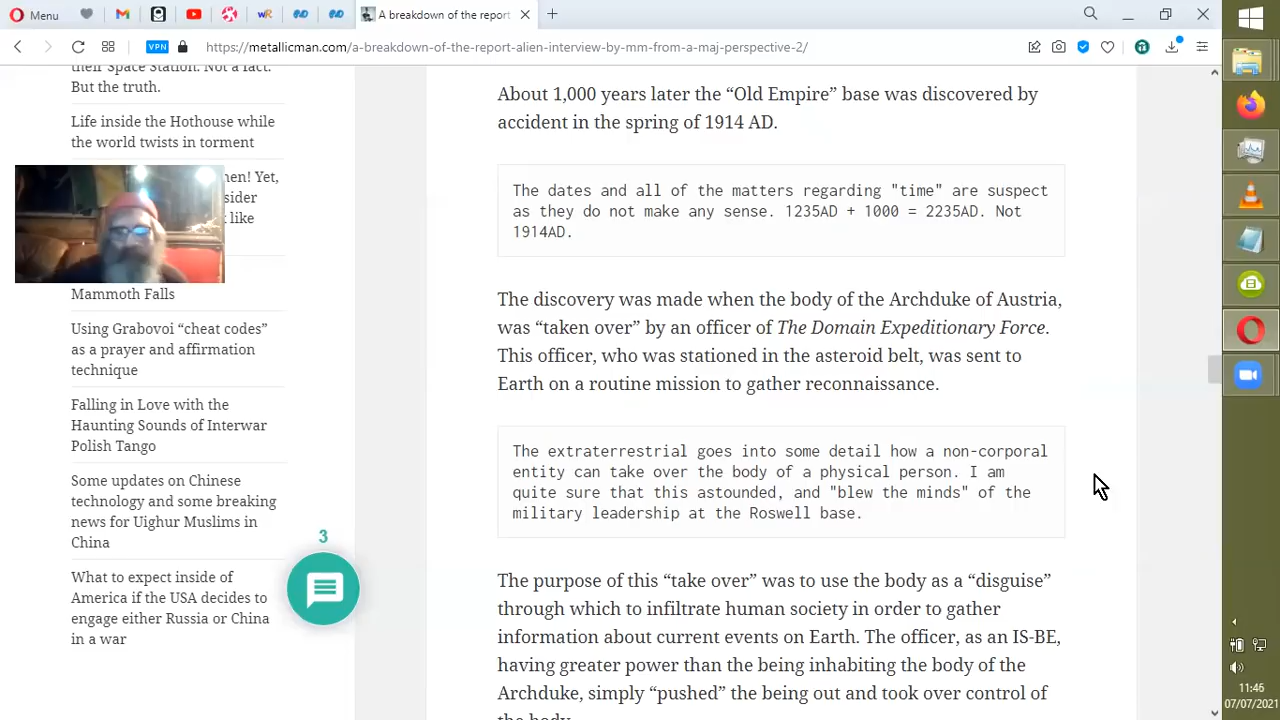 Menu
A breakdown of the report
https://metallicman.com/a-breakdown-of-the-report-alien-interview-by-mm-from-a-maj-perspective-2/
VPN
their Space Station. Not a fact.
But the truth.
Life inside the Hothouse while
the world twists in torment
hen! Yet,
sider
like
Mammoth Falls
Using Grabovoi “cheat codes”
as a prayer and affirmation
technique
Falling in Love with the
Haunting Sounds of Interwar
Polish Tango
Some updates on Chinese
technology and some breaking
news for Uighur Muslims in
China
What to expect inside of
America if the USA decides to
engage either Russia or China
in a war
3
About 1,000 years later the “Old Empire” base was discovered by
accident in the spring of 1914 AD.
The dates and all of the matters regarding "time" are suspect
as they do not make any sense. 1235AD + 1000 = 2235AD. Not
1914AD.
The discovery was made when the body of the Archduke of Austria,
was “taken over” by an officer of The Domain Expeditionary Force.
This officer, who was stationed in the asteroid belt, was sent to
Earth on a routine mission to gather reconnaissance.
The extraterrestrial goes into some detail how a non-corporal
entity can take over the body of a physical person. I am
quite sure that this astounded, and "blew the minds" of the
military leadership at the Roswell base.
The purpose of this “take over” was to use the body as a “disguise”
through which to infiltrate human society in order to gather
information about current events on Earth. The officer, as an IS-BE,
having greater power than the being inhabiting the body of the
Archduke, simply “pushed” the being out and took over control of
the body.
11:46
07/07/2021